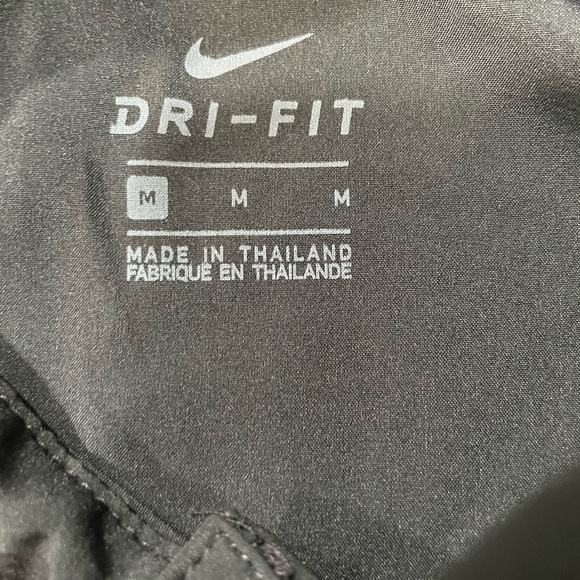 DRI-FIT
M M M
MADE IN THAILAND
FABRIQUÉ EN THAILANDE